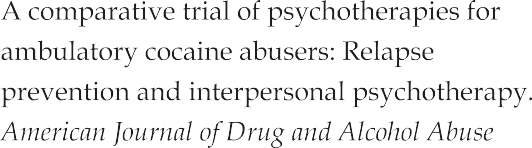 A comparative trial of psychotherapies for
ambulatory cocaine abusers: Relapse
prevention and interpersonal psychotherapy.
American Journal of Drug and Alcohol Abuse